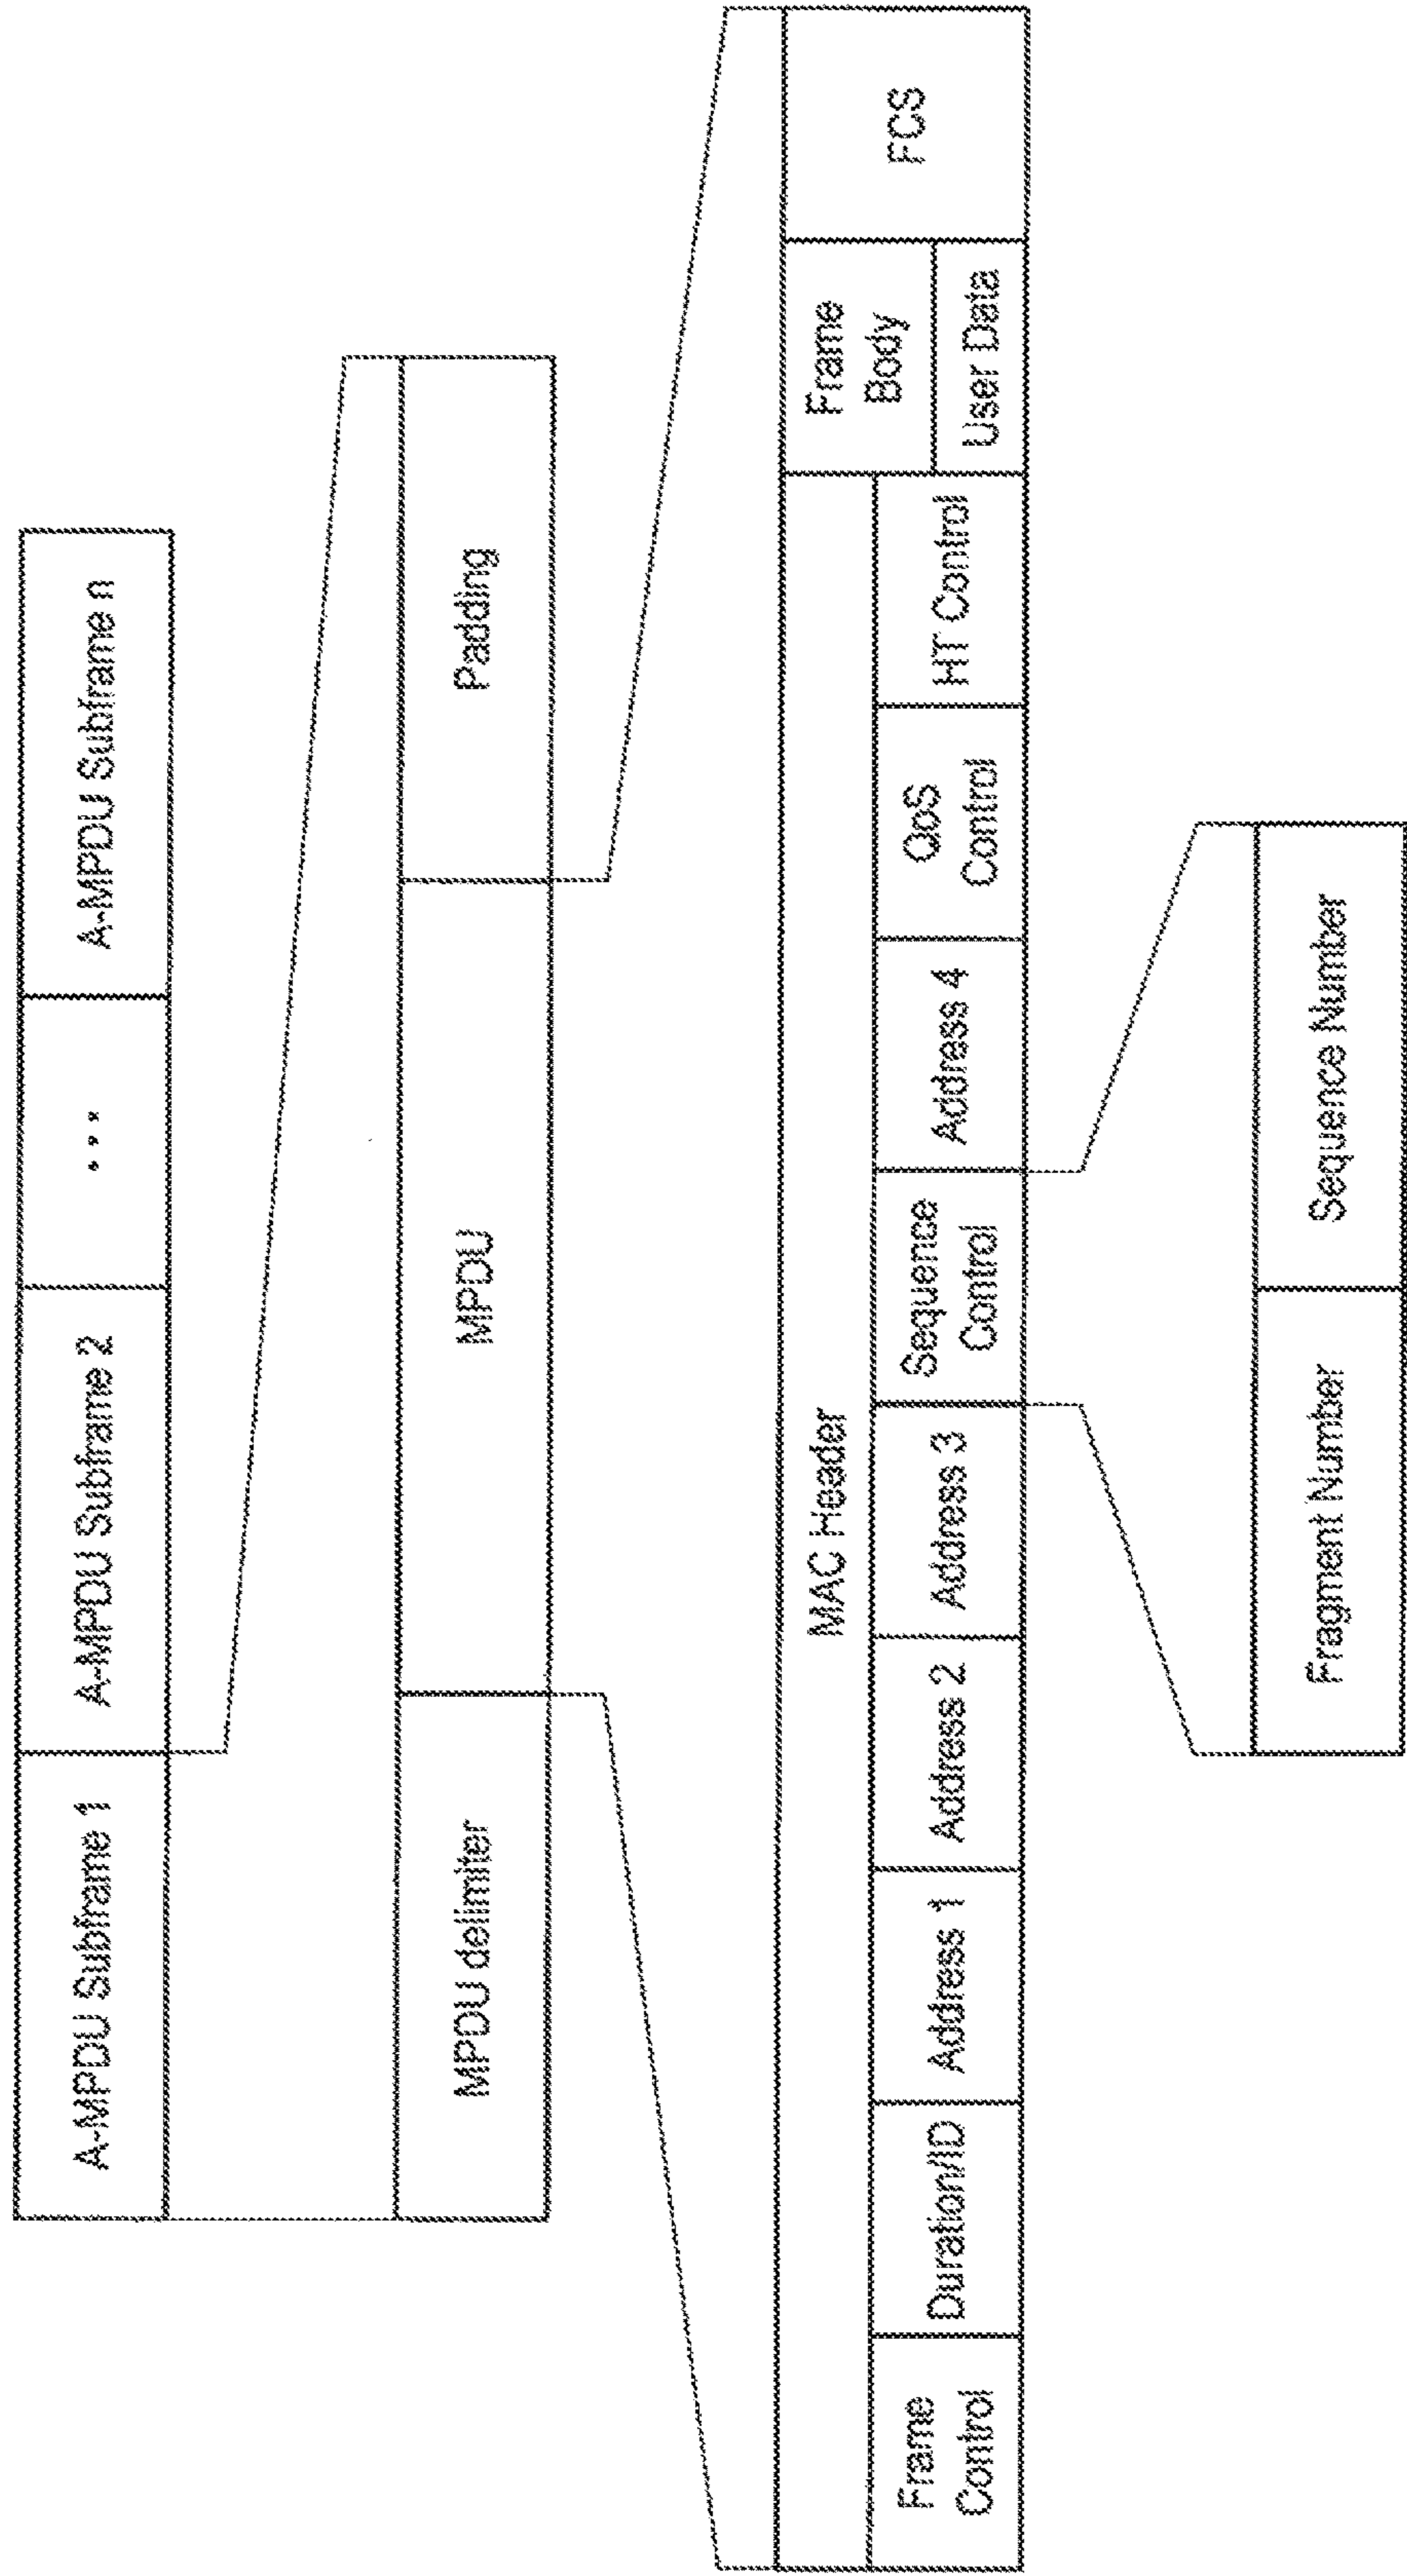 A-MPDU Subframe 1
A-MPDU Subframe 2
...
A-MPDU Subframe n
MPDU delimiter
MPDU
Padding
MAC Header
Frame
Body
FCS
Frame
Control
Duration/ID
Address 1
Address 2
Address 3
Sequence
Control
Address 4
QoS
Control
HT Control
User Data
Fragment Number
Sequence Number